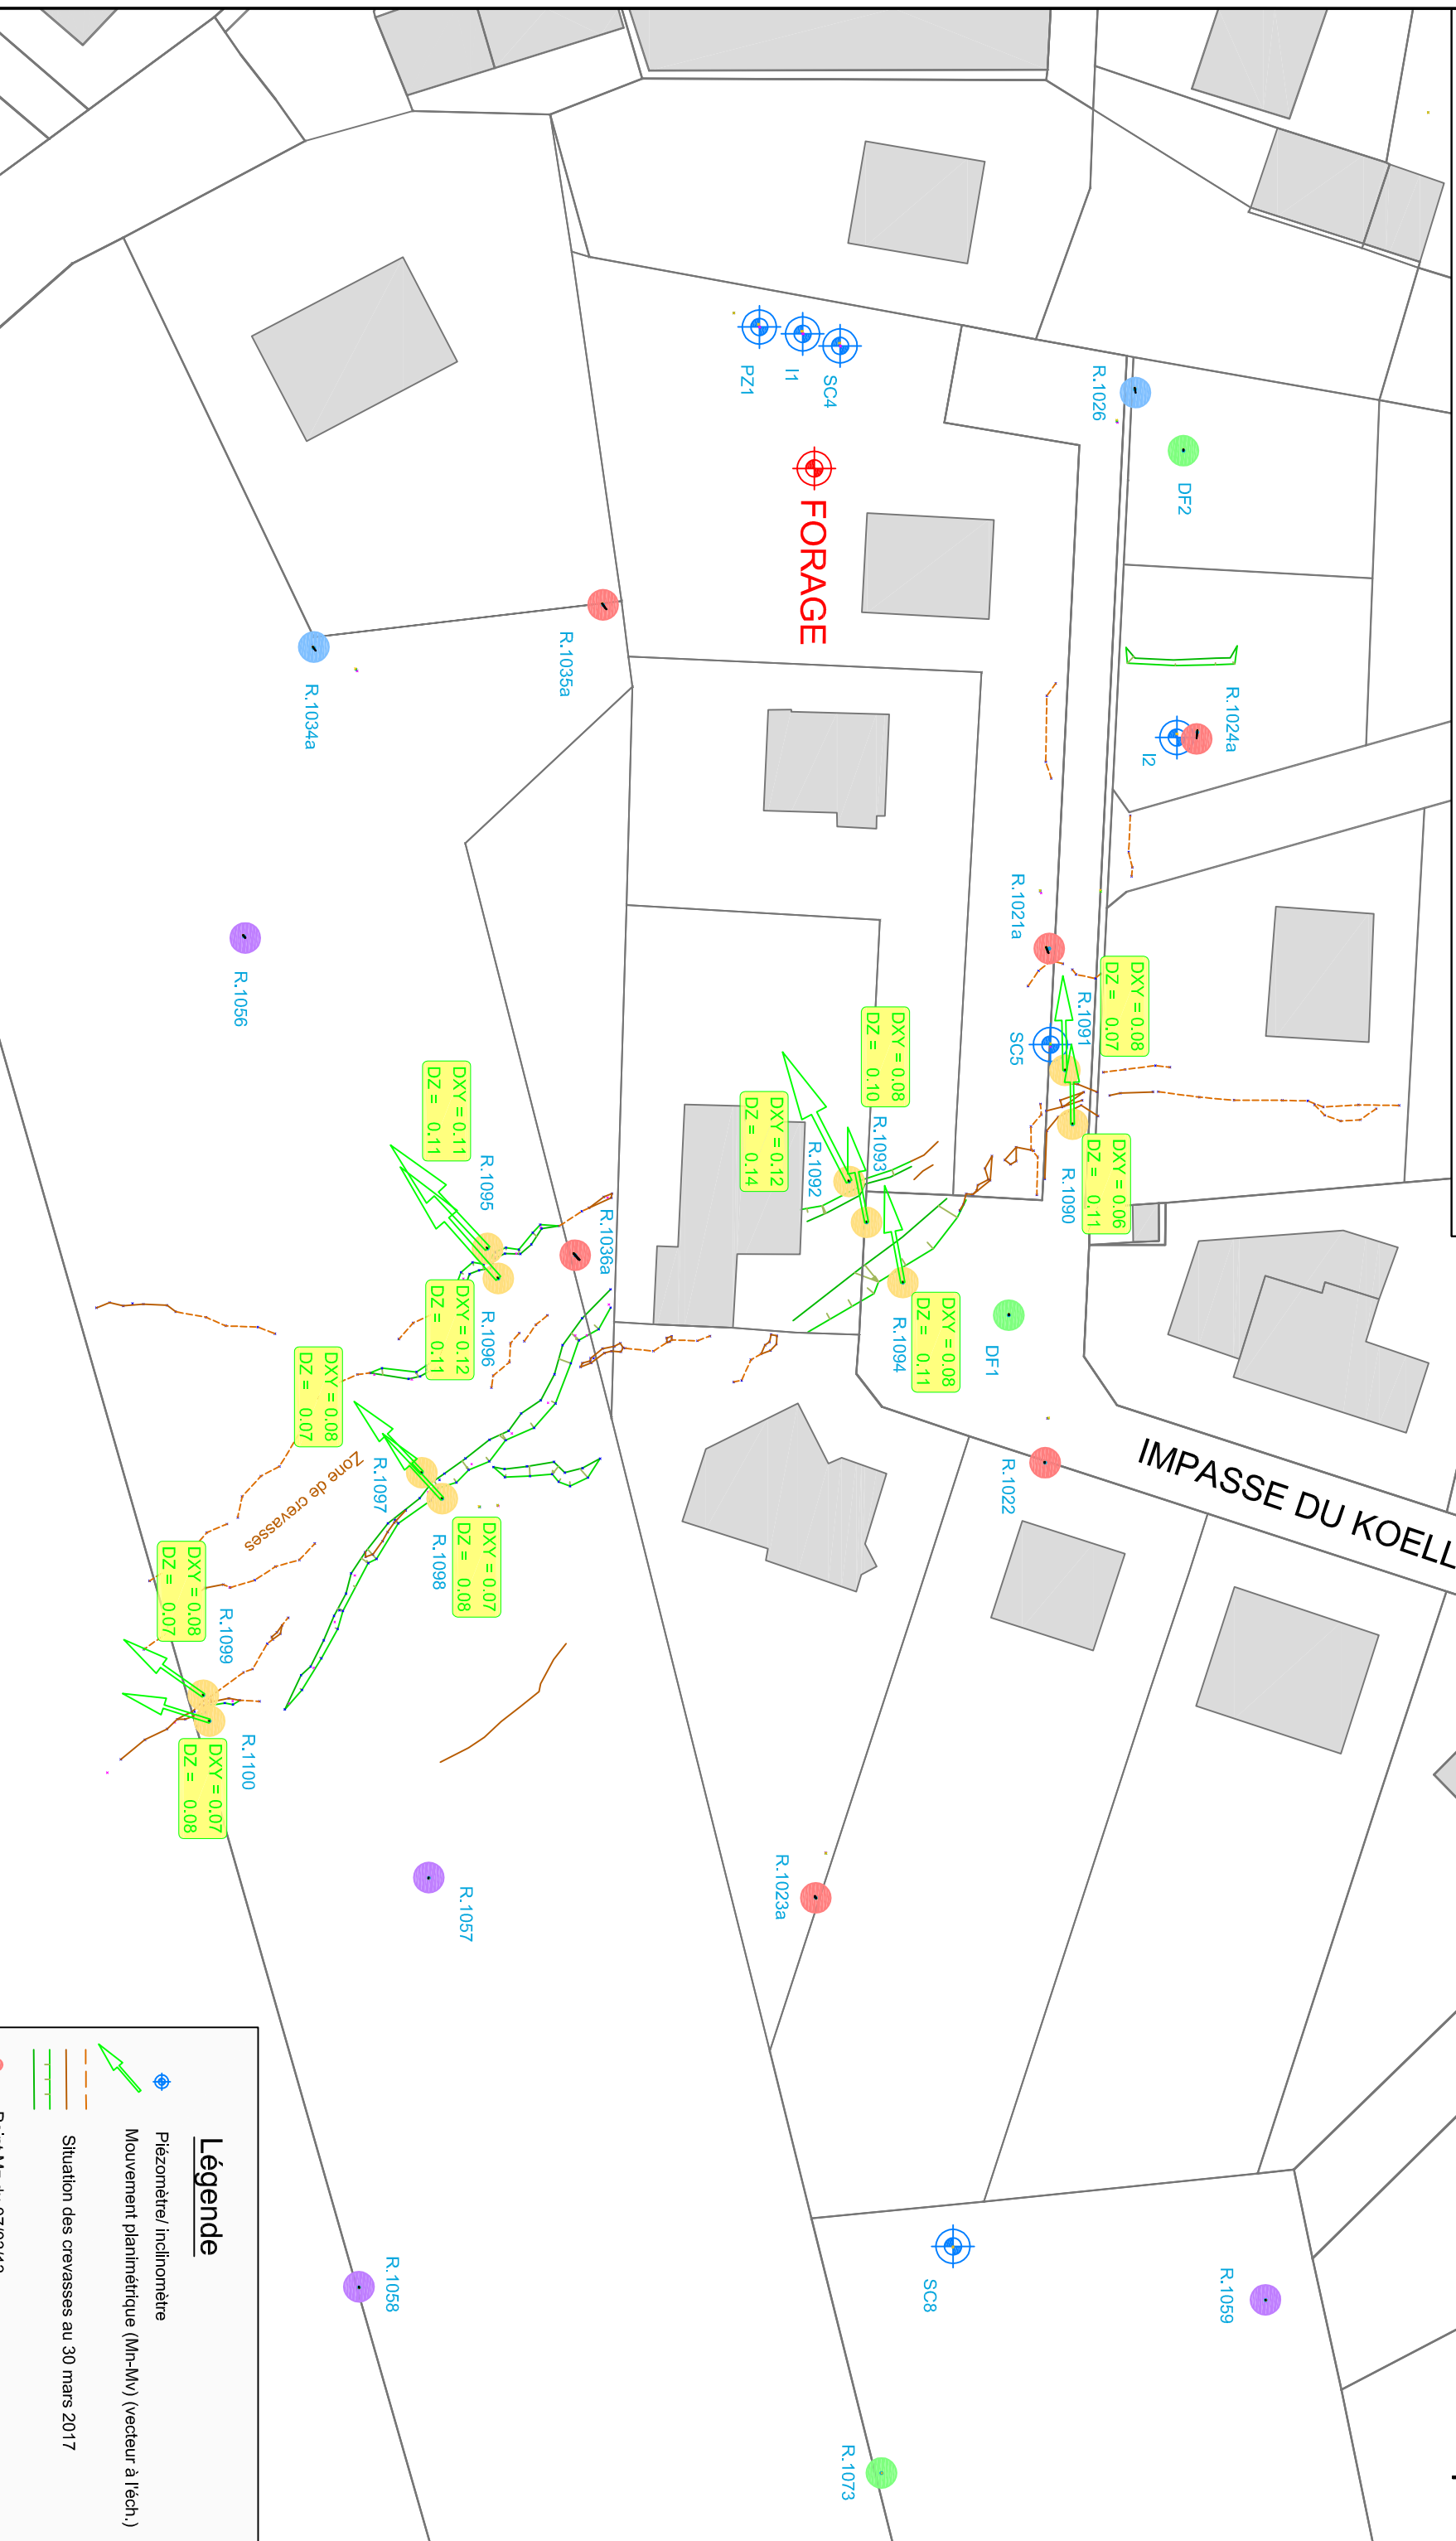 PZ1
I1
SC4
R.1026
DF2
FORAGE
R.1035a
R.1034a
R.1024a
I2
R.1021a
R.1056
DXY = 0.08
DZ = 0.07
R.1091
SC5
DXY = 0.08
DZ = 0.10
R.1093
DXY = 0.12
DZ = 0.14
R.1092
DXY = 0.06
DZ = 0.11
R.1090
DXY = 0.11
DZ = 0.11
R.1095
R.1036a
DXY = 0.12
DZ = 0.11
R.1096
DXY = 0.08
DZ = 0.11
R.1094
DF1
DXY = 0.08
DZ = 0.07
R.1097
Zone de crevasses
R.1022
IMPASSE DU KOELL
DXY = 0.07
DZ = 0.08
R.1098
DXY = 0.08
DZ = 0.07
R.1099
R.1100
DXY = 0.07
DZ = 0.08
R.1057
R.1023a
R.1058
SC8
R.1059
R.1073
Légende
Piézomètre/ inclinomètre
Mouvement planimétrique (Mn-Mv) (vecteur à l'éch.)
Situation des crevasses au 30 mars 2017